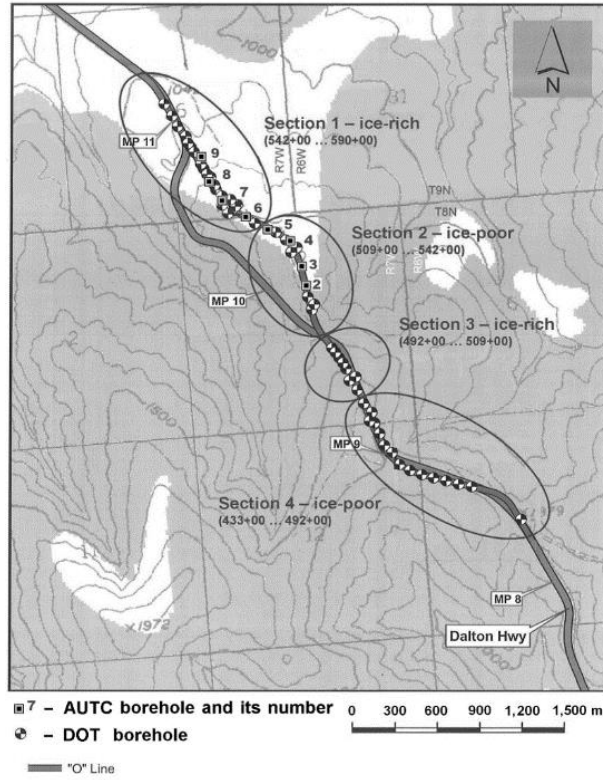 1000
N
MP 11
Section 1 – ice-rich
(542+00 ... 590+00)
R7W
R6W
9
8
7
6
5
4
3
2
T9N
T8N
Section 2 – ice-poor
(509+00 ... 542+00)
MP 10
Section 3 – ice-rich
(492+00 ... 509+00)
1500
MP 9
Section 4 – ice-poor
(433+00 ... 492+00)
x1972
MP 8
Dalton Hwy
7 – AUTC borehole and its number
– DOT borehole
"O" Line
0 300 600 900 1,200 1,500 m